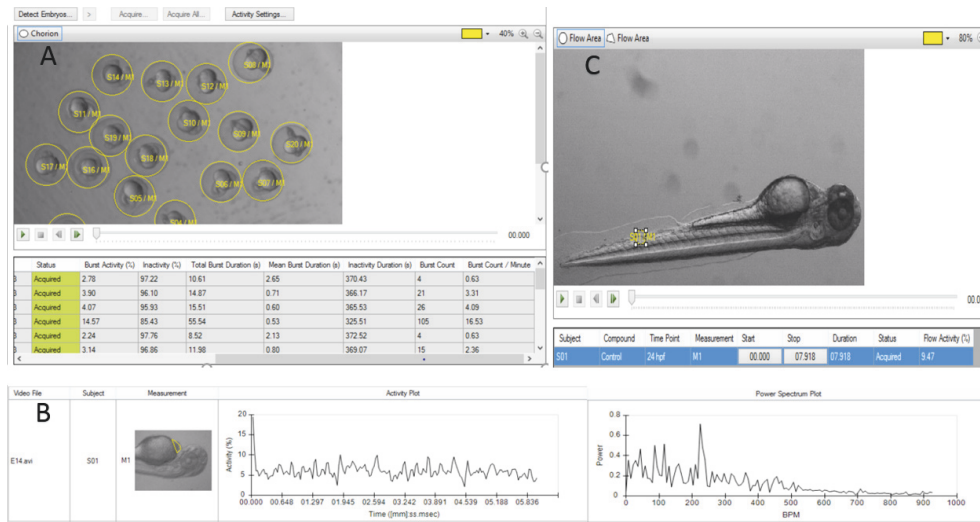 Detect Embryos... > Acquire... Acquire All... Activity Settings...
Chorion 40%
A
S08 / M1
S14 / M1 S13 / M1 S12 / M1
S11 / M1 S10 / M1
S19 / M1 S09 / M1
S20 / M1
S18 / M1
S17 / M1 S16 / M1
S06 / M1 S07 / M1
S05 / M1
S04 / M1
00.000
Status Burst Activity (%) Inactivity (%) Total Burst Duration (s) Mean Burst Duration (s) Inactivity Duration (s) Burst Count Burst Count / Minute
Acquired 2.78 97.22 10.61 2.65 370.43 4 0.63
Acquired 3.90 96.10 14.87 0.71 366.17 21 3.31
Acquired 4.07 95.93 15.51 0.60 365.53 26 4.09
Acquired 14.57 85.43 55.54 0.53 325.51 105 16.53
Acquired 2.24 97.76 8.52 2.13 372.52 4 0.63
Acquired 3.14 96.86 11.98 0.80 369.07 15 2.36
Flow Area Flow Area 80%
C
00.0
Subject Compound Time Point Measurement Start Stop Duration Status Flow Activity (%)
S01 Control 24 hpf M1 00.000 07.918 07.918 Acquired 9.47
Video File Subject Measurement Activity Plot Power Spectrum Plot
B
E14.avi S01 M1
Activity (%)
20
15
10
5
0
00.000 00.648 01.297 01.945 02.594 03.242 03.891 04.539 05.188 05.836
Time ([mm]:ss.msec)
Power
0.8
0.6
0.4
0.2
0
0 100 200 300 400 500 600 700 800 900 1000
BPM